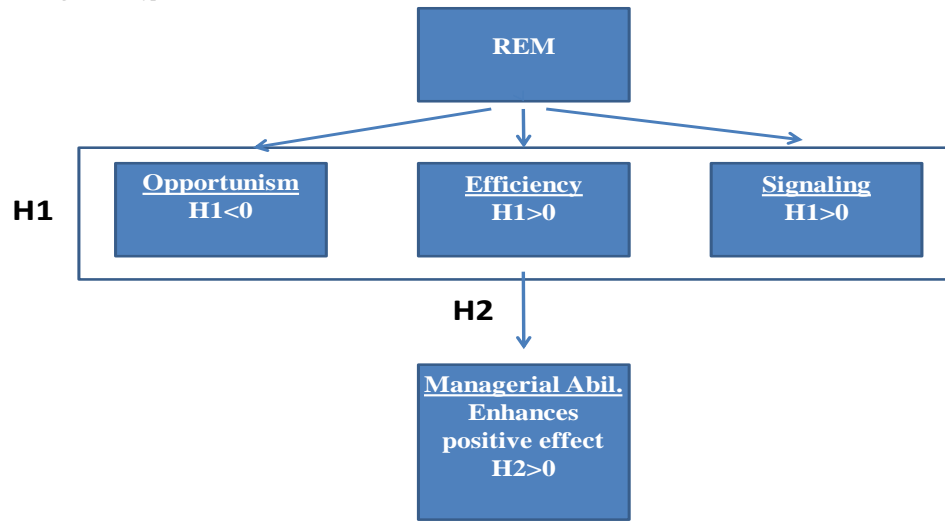 REM
Opportunism
H1<0
Efficiency
H1>0
Signaling
H1>0
H1
H2
Managerial Abil.
Enhances
positive effect
H2>0